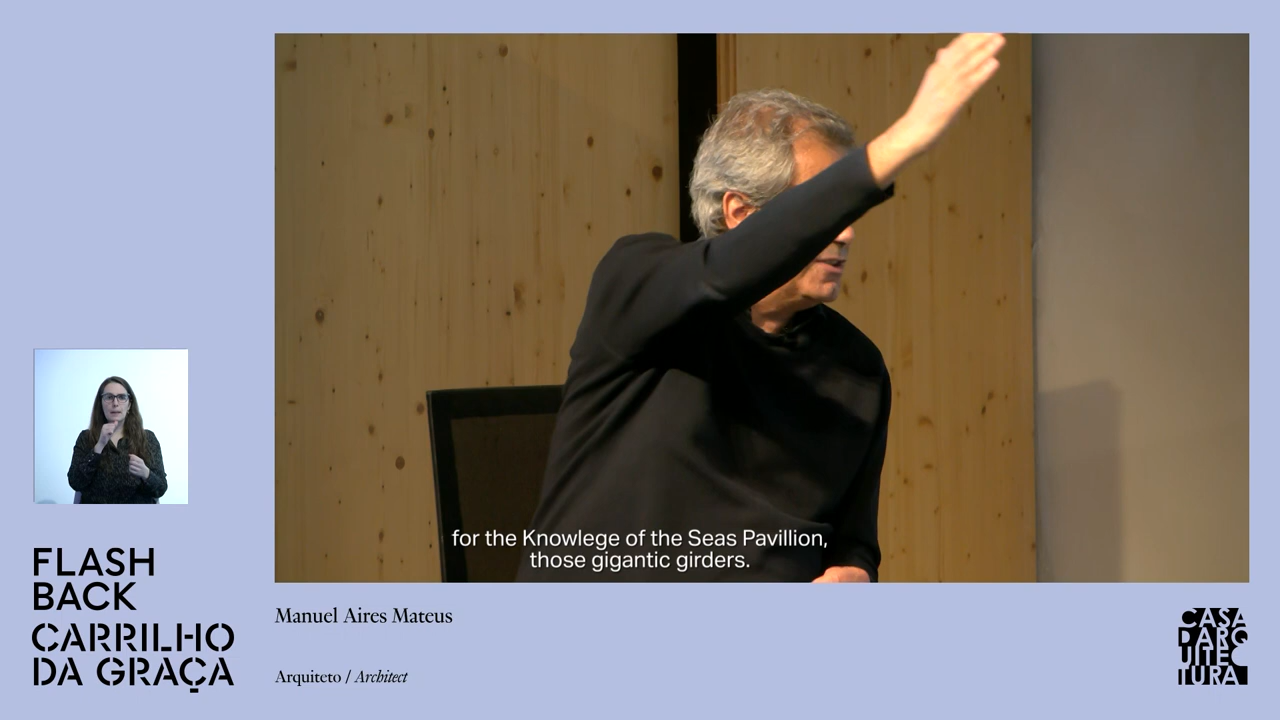 for the Knowlege of the Seas Pavillion,
those gigantic girders.
FLASH
BACK
CARRILHO
DA GRAÇA
Manuel Aires Mateus
Arquiteto / Architect
CASA
DARQ
UITEC
TURA